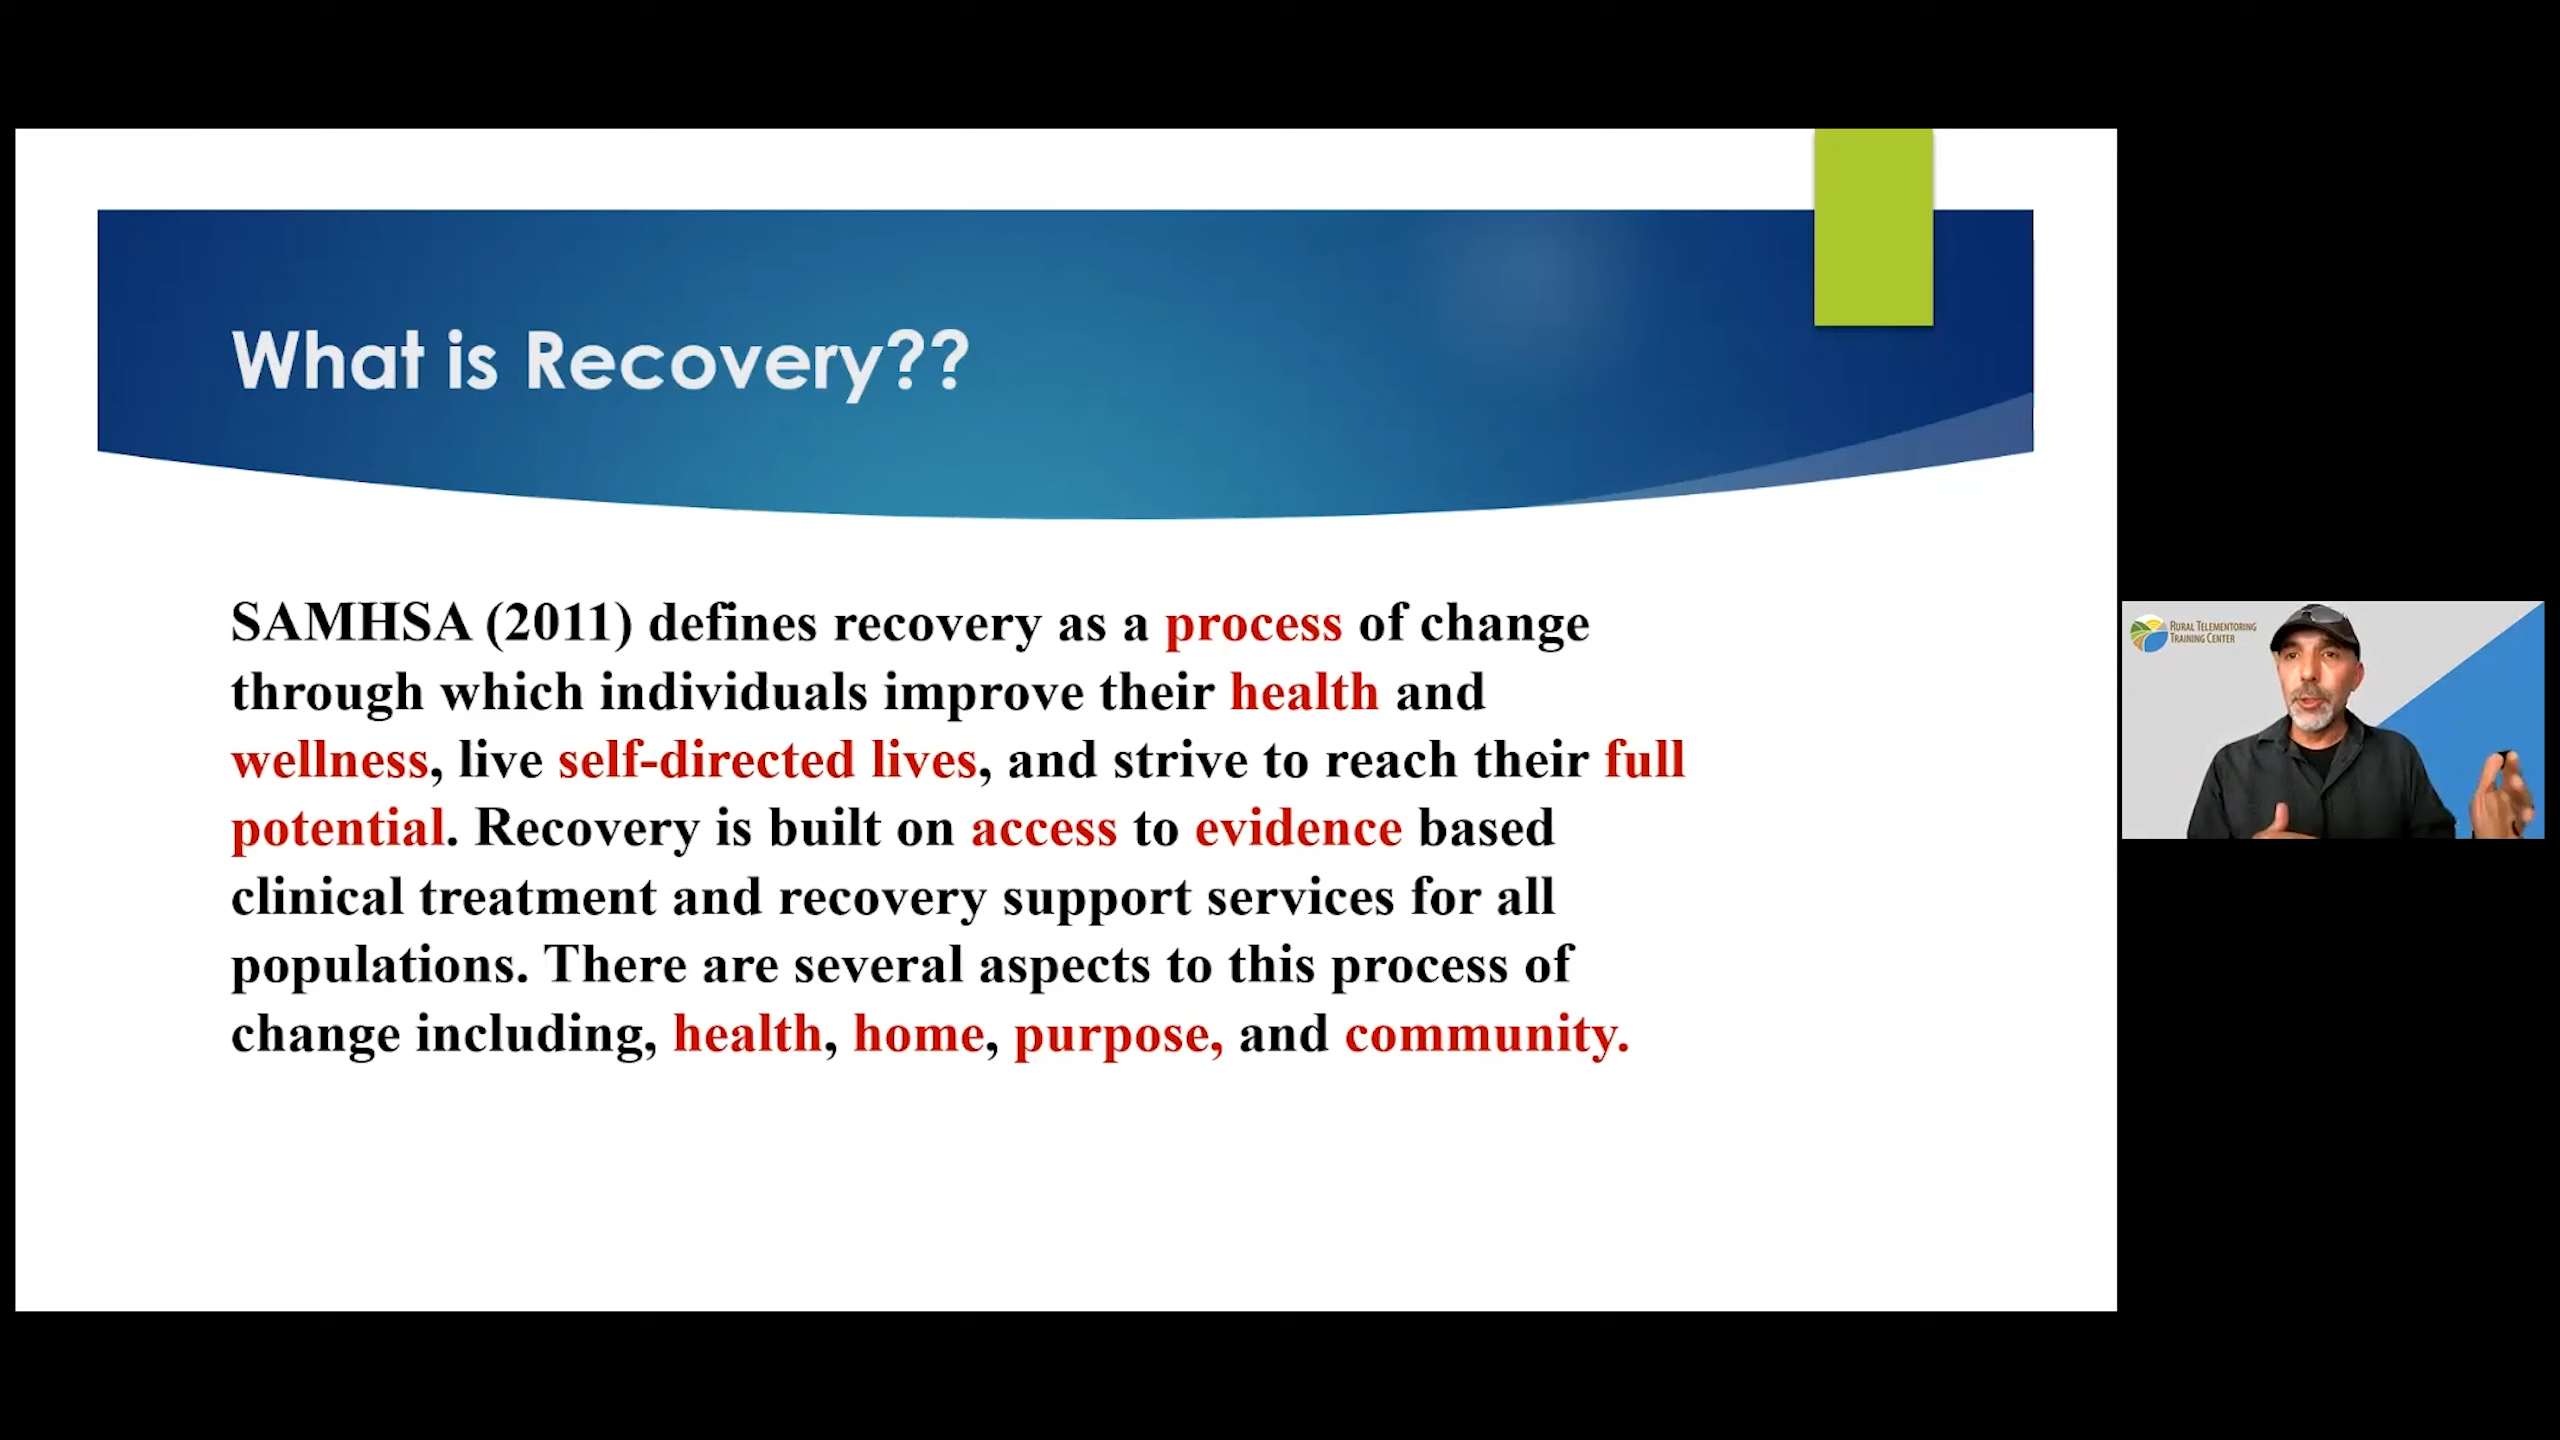 What is Recovery??
SAMHSA (2011) defines recovery as a process of change
through which individuals improve their health and
wellness, live self-directed lives, and strive to reach their full
potential. Recovery is built on access to evidence based
clinical treatment and recovery support services for all
populations. There are several aspects to this process of
change including, health, home, purpose, and community.
RURAL TELEMENTORING
TRAINING CENTER